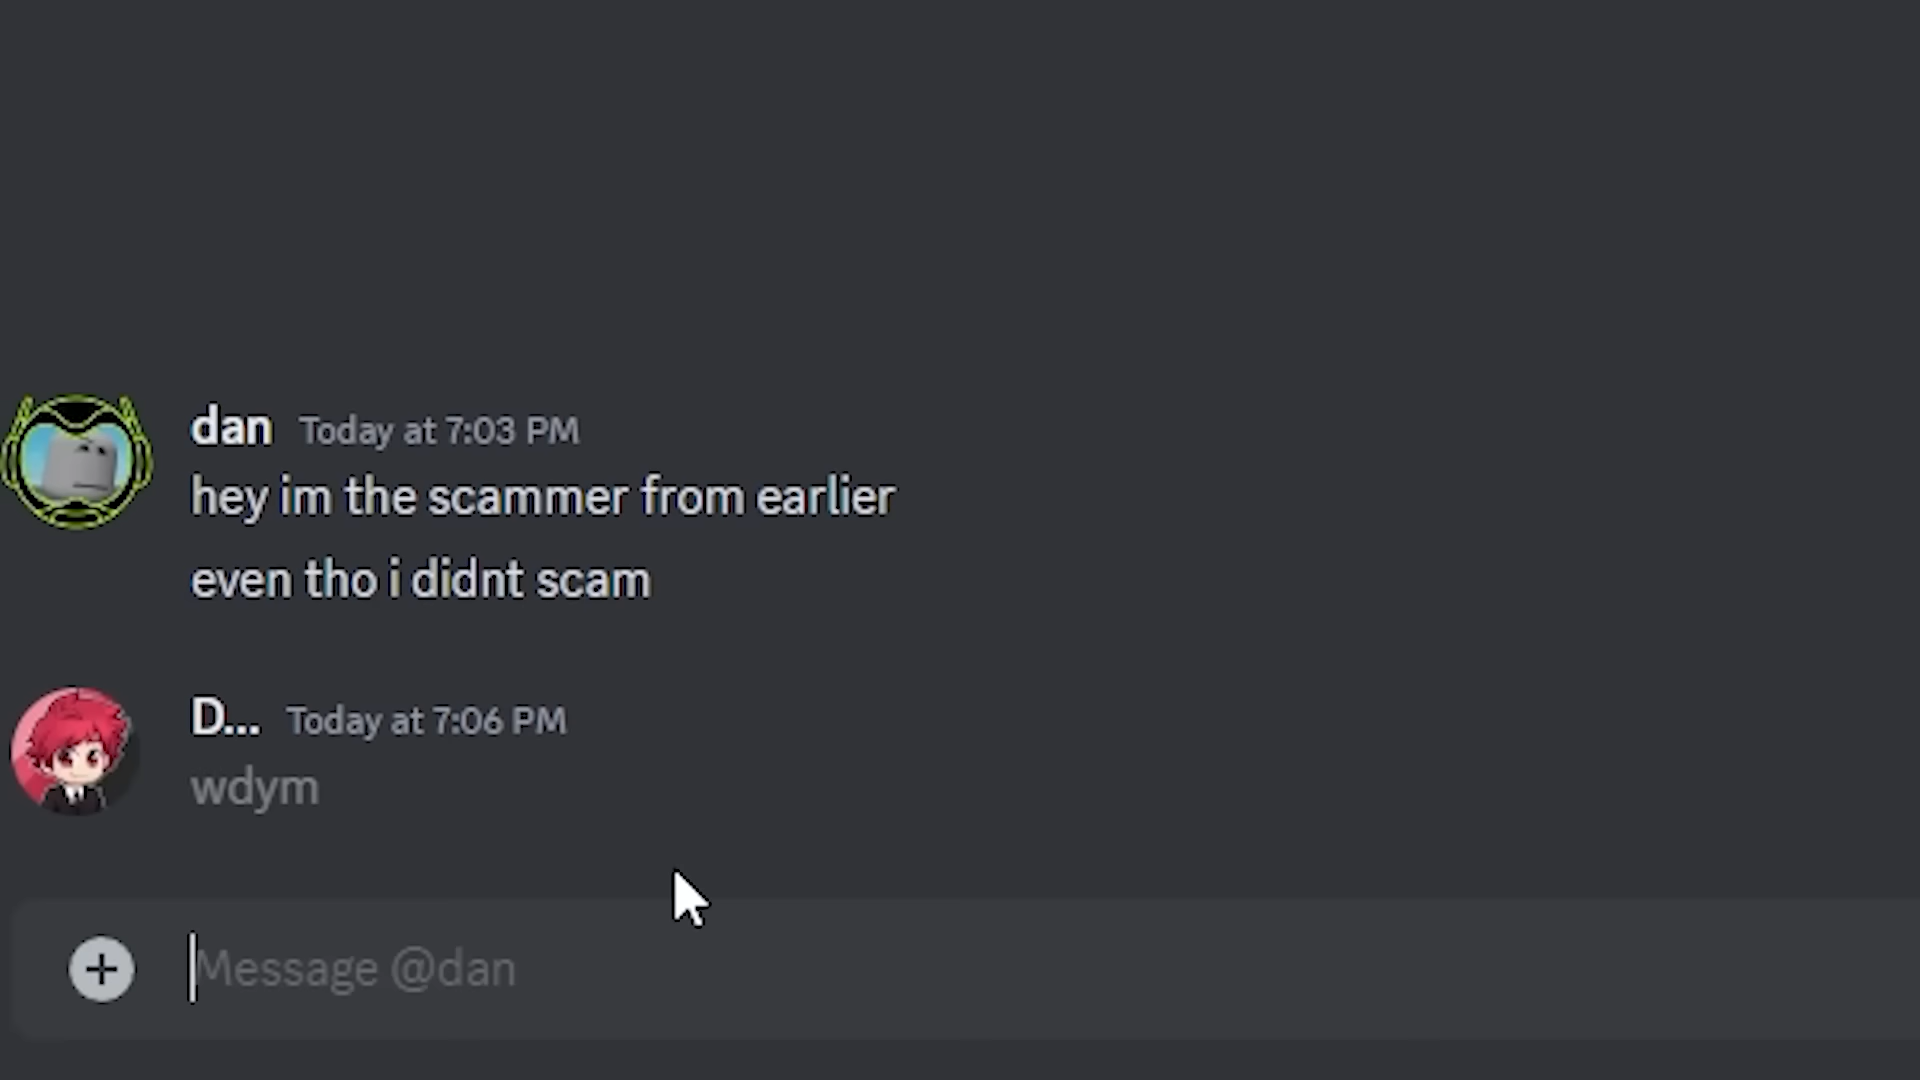 dan Today at 7:03 PM
hey im the scammer from earlier
even tho i didnt scam
D... Today at 7:06 PM
wdym
Message @dan